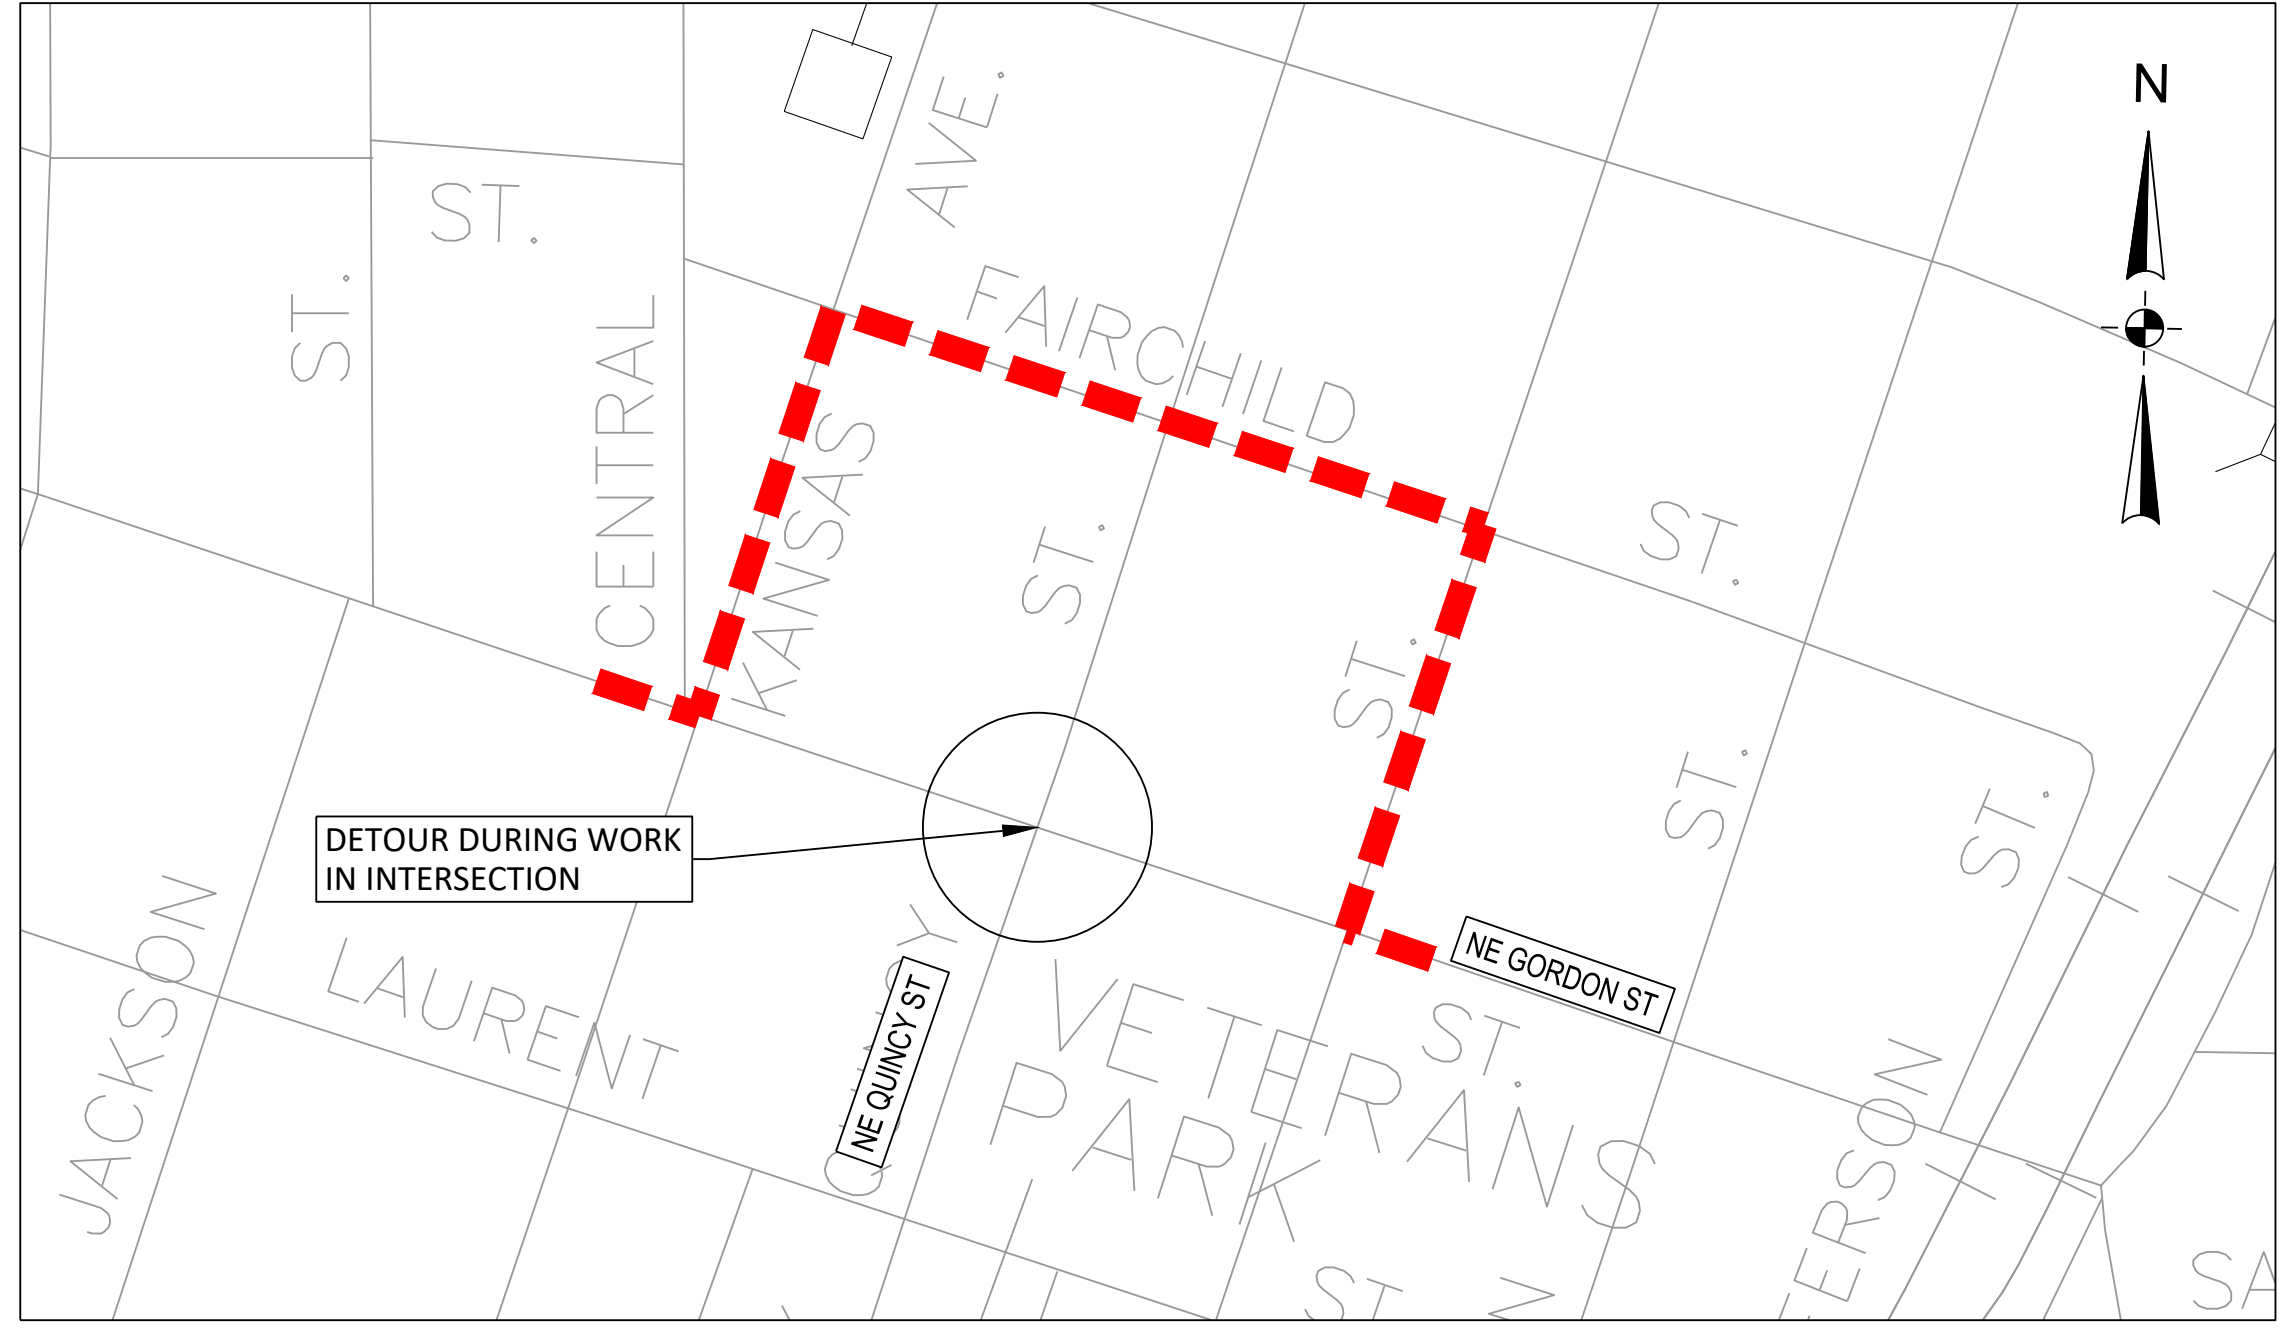 N
AVE.
ST.
FAIRCHILD
ST.
CENTRAL
KANSAS
ST.
ST.
ST.
ST.
ST.
DETOUR DURING WORK
IN INTERSECTION
JACKSON
LAURENT
NE QUINCY ST
NE GORDON ST
VETERANS
PARK
ST.
ST